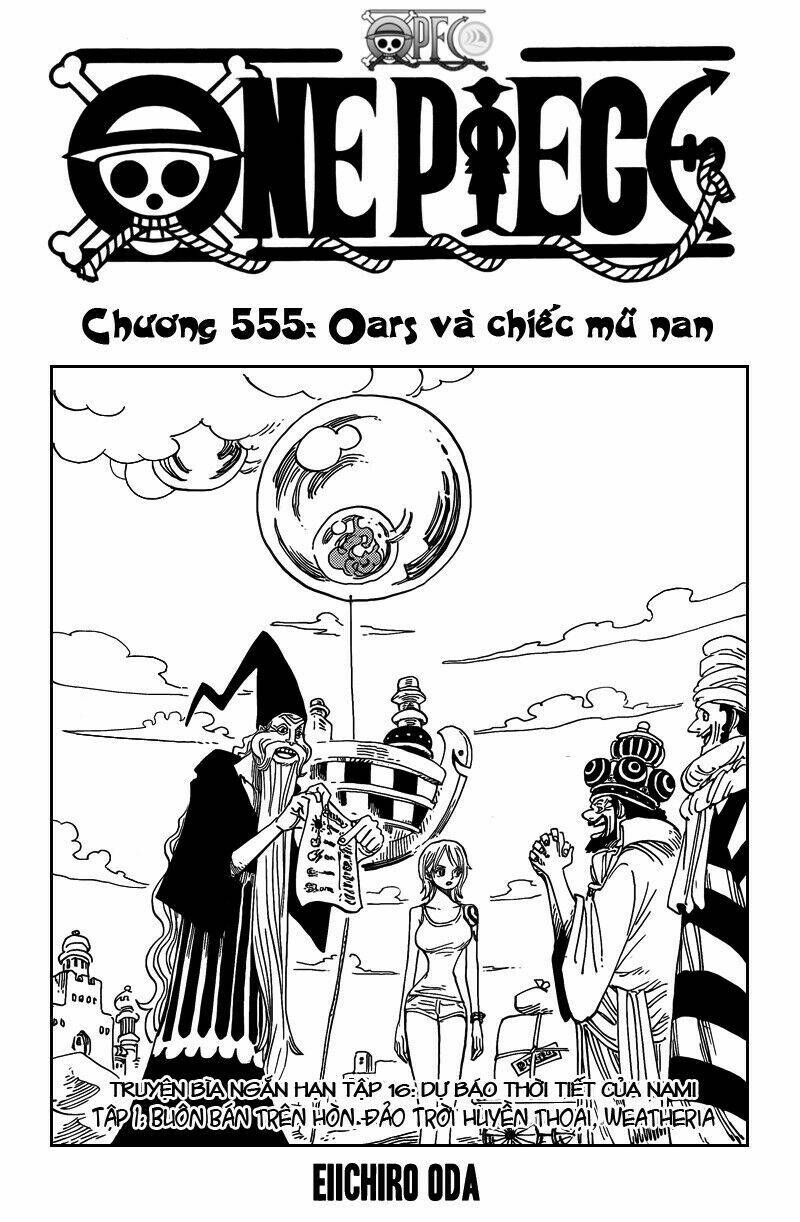 OPFC
ONE PIECE
Chương 555: Oars và chiếc mũ nan
TRUYỆN BÌA NGẮN HẠN TẬP 16: DỰ BÁO THỜI TIẾT CỦA NAMI
TẬP 1: BUÔN BÁN TRÊN HÒN ĐẢO TRỜI HUYỀN THOẠI, WEATHERIA
EIICHIRO ODA